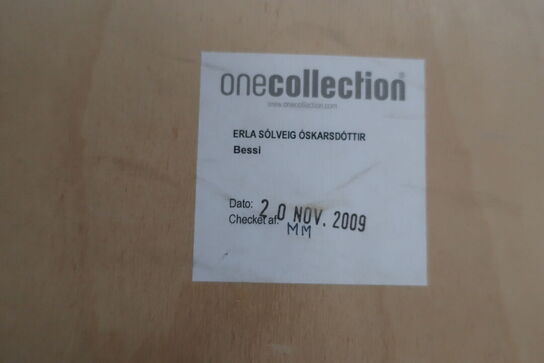 onecollection®
www.onecollection.com
ERLA SÓLVEIG ÓSKARSDÓTTIR
Bessi
Dato: 20 NOV. 2009
Checket af: MM